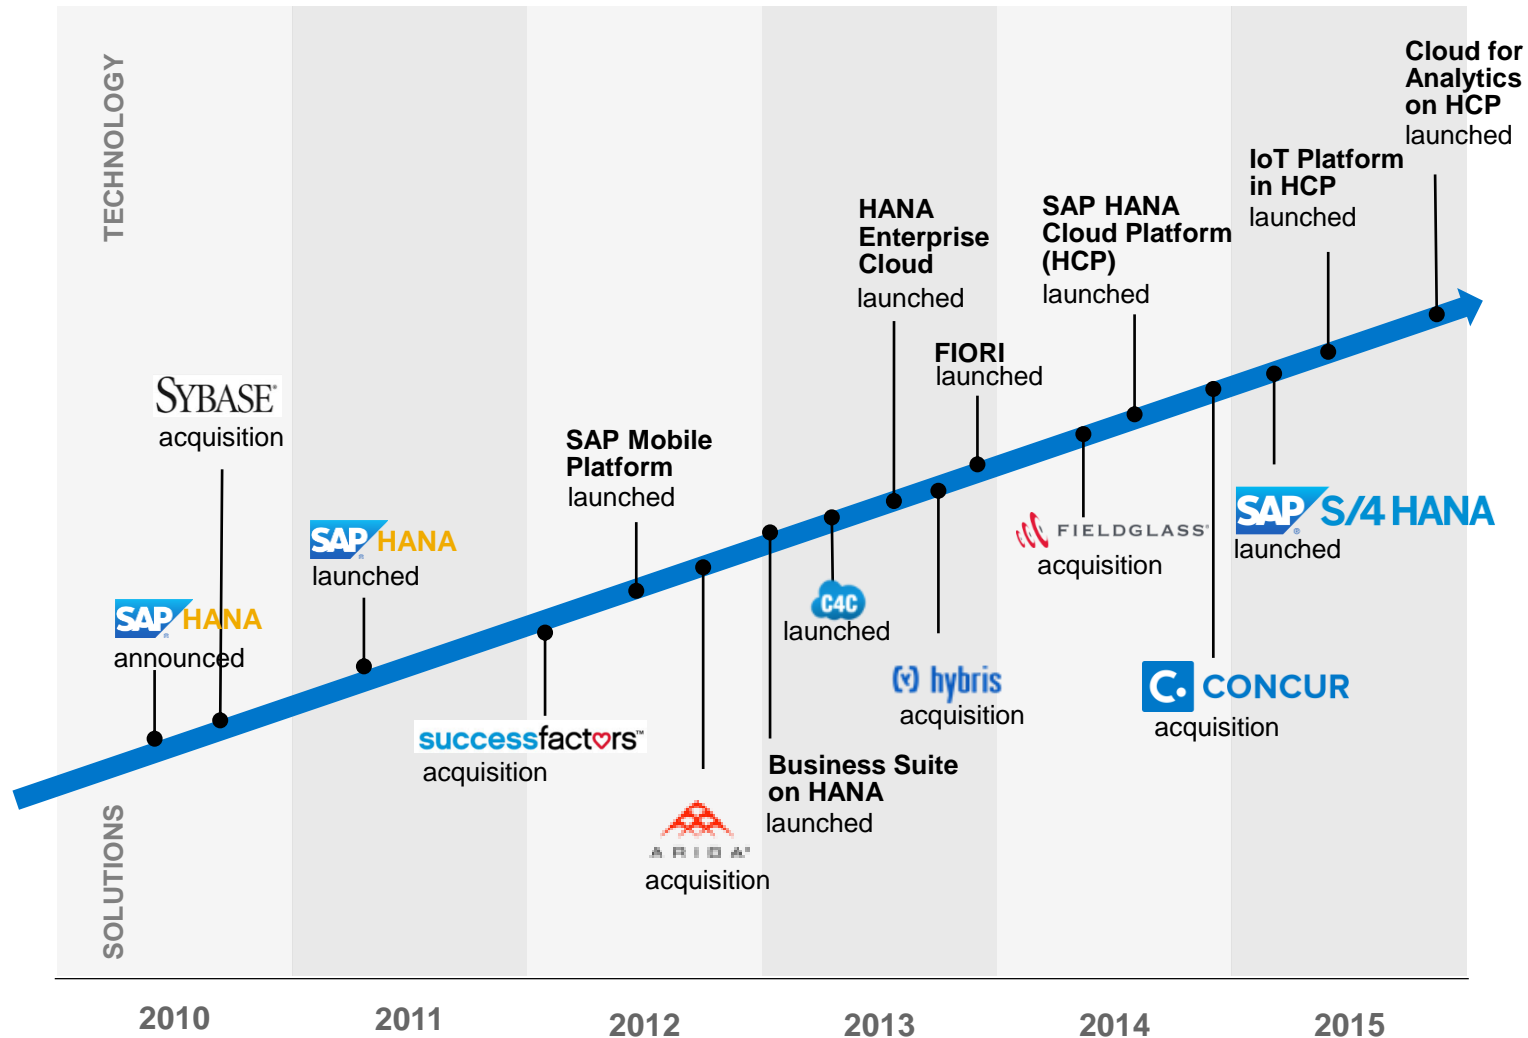 TECHNOLOGY
SOLUTIONS
SAP HANA
announced
SYBASE
acquisition
SAP HANA
launched
successfactors™
acquisition
SAP Mobile
Platform
launched
ARIBA
acquisition
Business Suite
on HANA
launched
C4C
launched
HANA
Enterprise
Cloud
launched
hybris
acquisition
FIORI
launched
FIELDGLASS
acquisition
SAP HANA
Cloud Platform
(HCP)
launched
C. CONCUR
acquisition
SAP S/4 HANA
launched
IoT Platform
in HCP
launched
Cloud for
Analytics
on HCP
launched
2010
2011
2012
2013
2014
2015